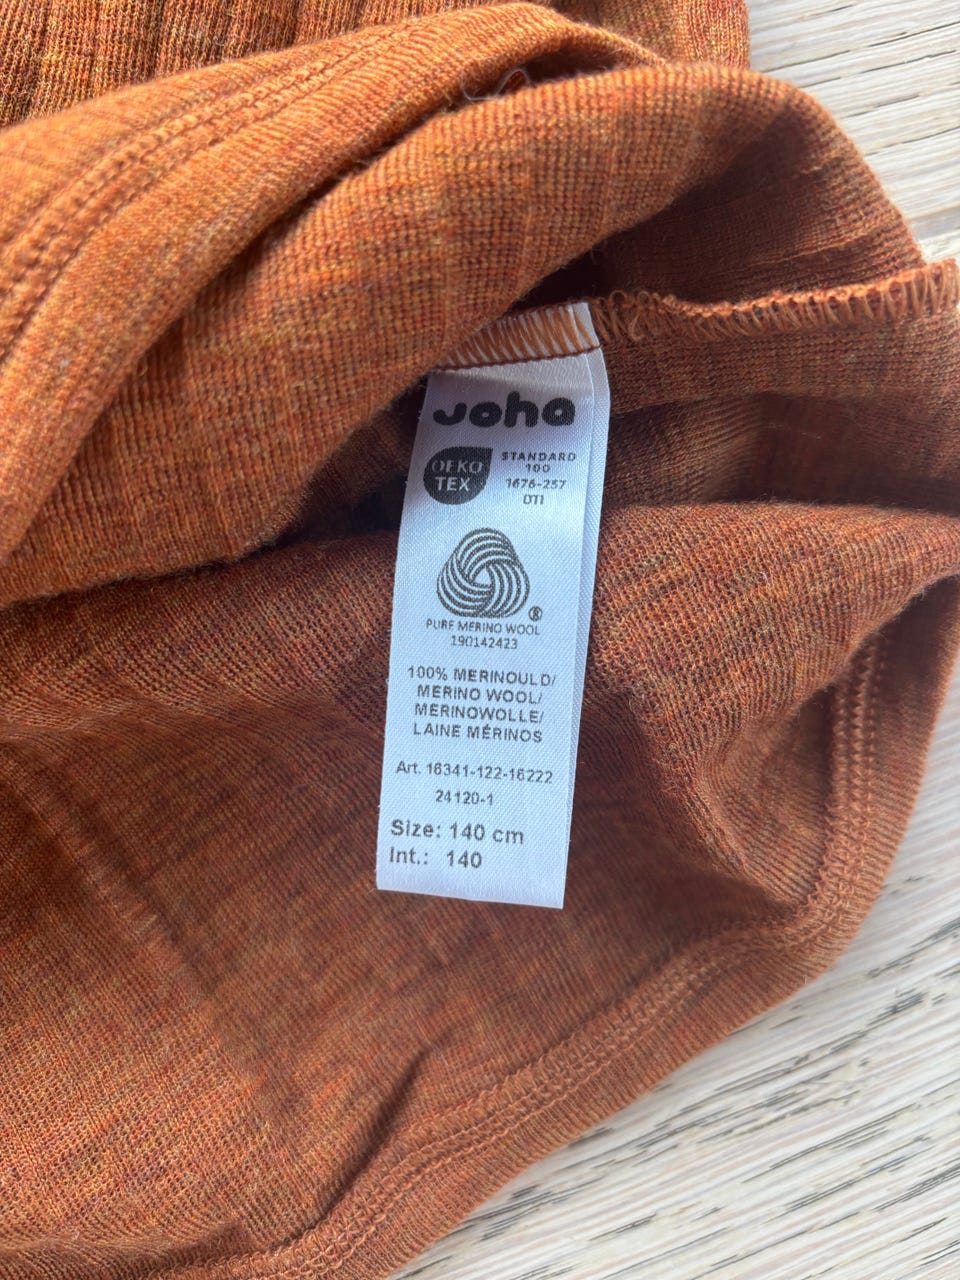 Joha
OEKO
TEX
STANDARD
100
1676-257
DTI
®
PURE MERINO WOOL
190142423
100% MERINOULD/
MERINO WOOL/
MERINOWOLLE/
LAINE MÉRINOS
Art. 16341-122-16222
24120-1
Size: 140 cm
Int.: 140